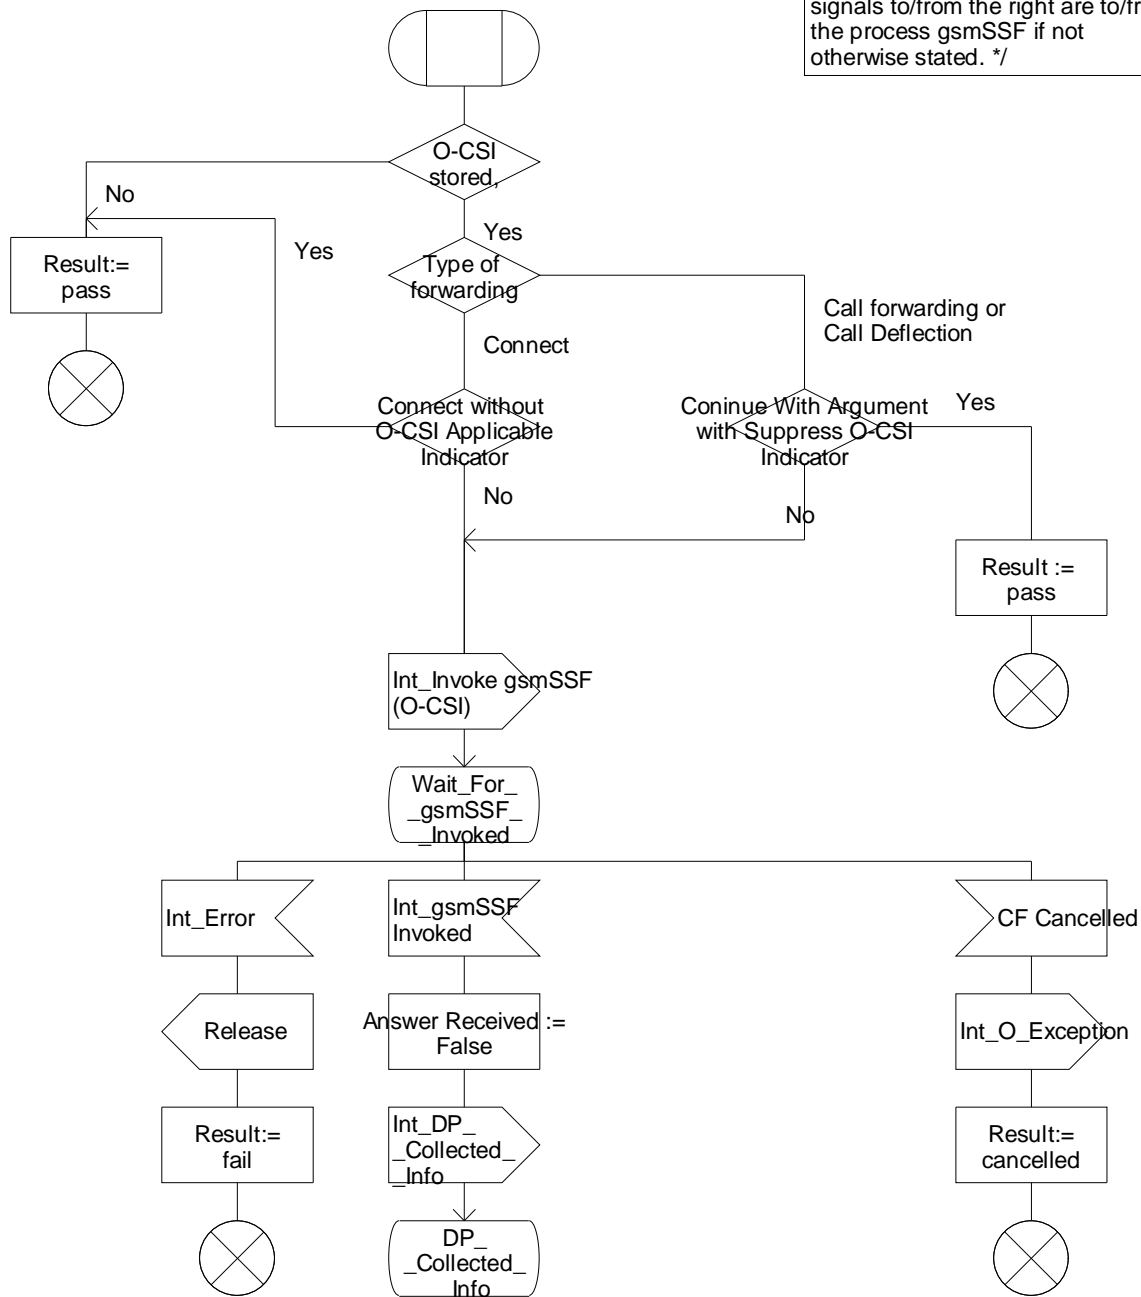 signals to/from the right are to/fr
the process gsmSSF if not
otherwise stated. */
O-CSI
stored,
No
Yes
Yes
Result:=
pass
Type of
forwarding
Call forwarding or
Call Deflection
Connect
Connect without
O-CSI Applicable
Indicator
Coninue With Argument
with Suppress O-CSI
Indicator
Yes
No
No
Result :=
pass
Int_Invoke gsmSSF
(O-CSI)
Wait_For_
_gsmSSF_
_Invoked
Int_Error
Int_gsmSSF
Invoked
CF Cancelled
Release
Answer Received :=
False
Int_O_Exception
Result:=
fail
Int_DP_
_Collected_
_Info
Result:=
cancelled
DP_
_Collected_
_Info